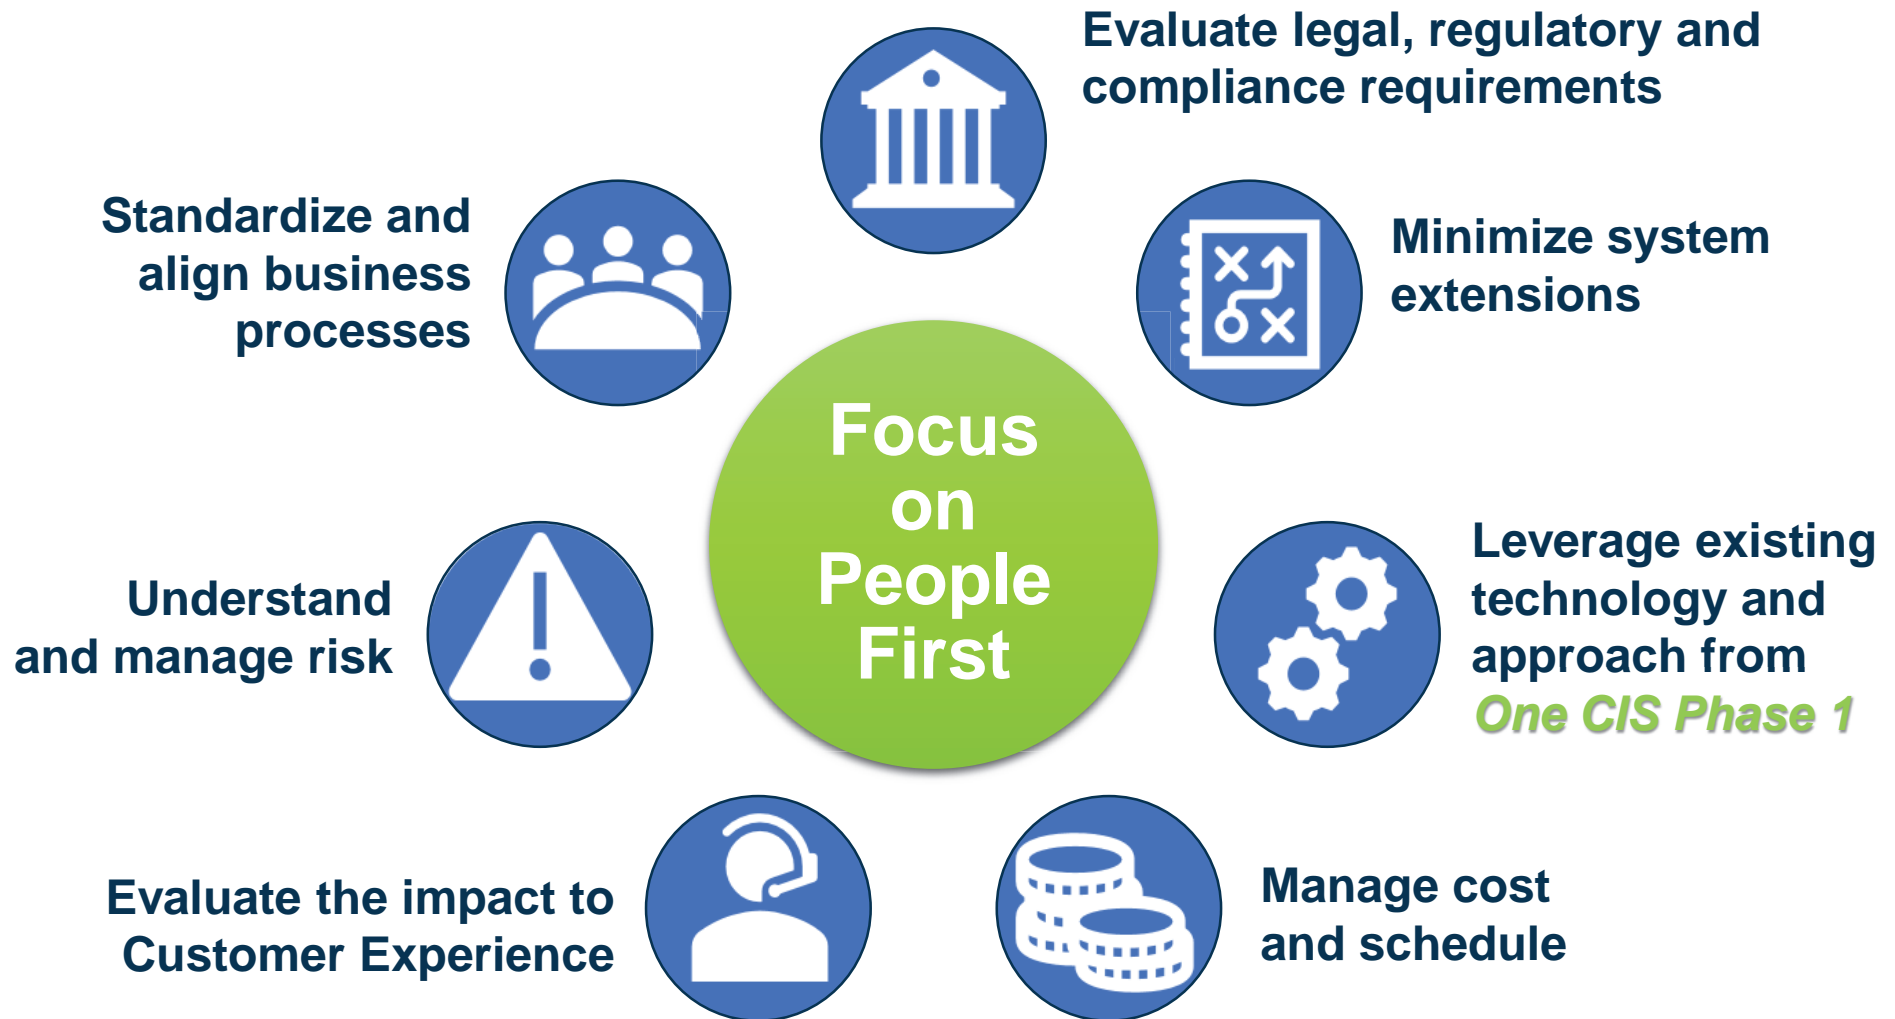 Evaluate legal, regulatory and
compliance requirements
Standardize and
align business
processes
Minimize system
extensions
Focus
on
People
First
Understand
and manage risk
Leverage existing
technology and
approach from
One CIS Phase 1
Evaluate the impact to
Customer Experience
Manage cost
and schedule